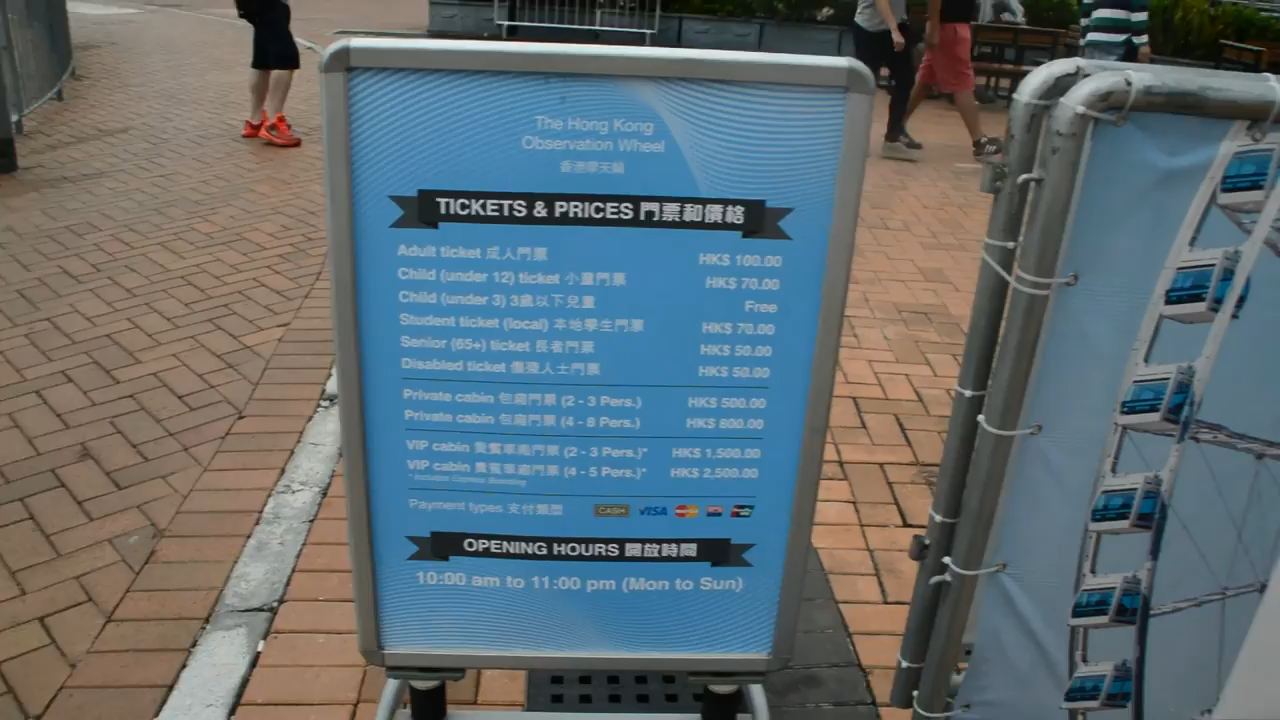 The Hong Kong
Observation Wheel
香港摩天輪
TICKETS & PRICES 門票和價格
Adult ticket 成人門票 HK$ 100.00
Child (under 12) ticket 小童門票 HK$ 70.00
Child (under 3) 3歲以下兒童 Free
Student ticket (local) 本地學生門票 HK$ 70.00
Senior (65+) ticket 長者門票 HK$ 50.00
Disabled ticket 傷殘人士門票 HK$ 50.00
Private cabin 包廂門票 (2 - 3 Pers.) HK$ 500.00
Private cabin 包廂門票 (4 - 8 Pers.) HK$ 800.00
VIP cabin 貴賓車廂門票 (2 - 3 Pers.)* HK$ 1,500.00
VIP cabin 貴賓車廂門票 (4 - 5 Pers.)* HK$ 2,500.00
* Includes Express Boarding
Payment types 支付類型 CASH VISA
OPENING HOURS 開放時間
10:00 am to 11:00 pm (Mon to Sun)